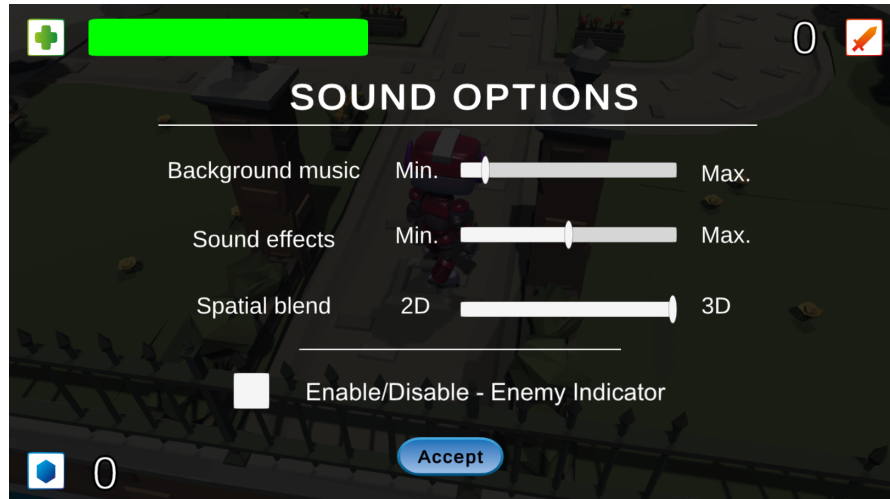 0
SOUND OPTIONS
Background music Min. Max.
Sound effects Min. Max.
Spatial blend 2D 3D
Enable/Disable - Enemy Indicator
Accept
0